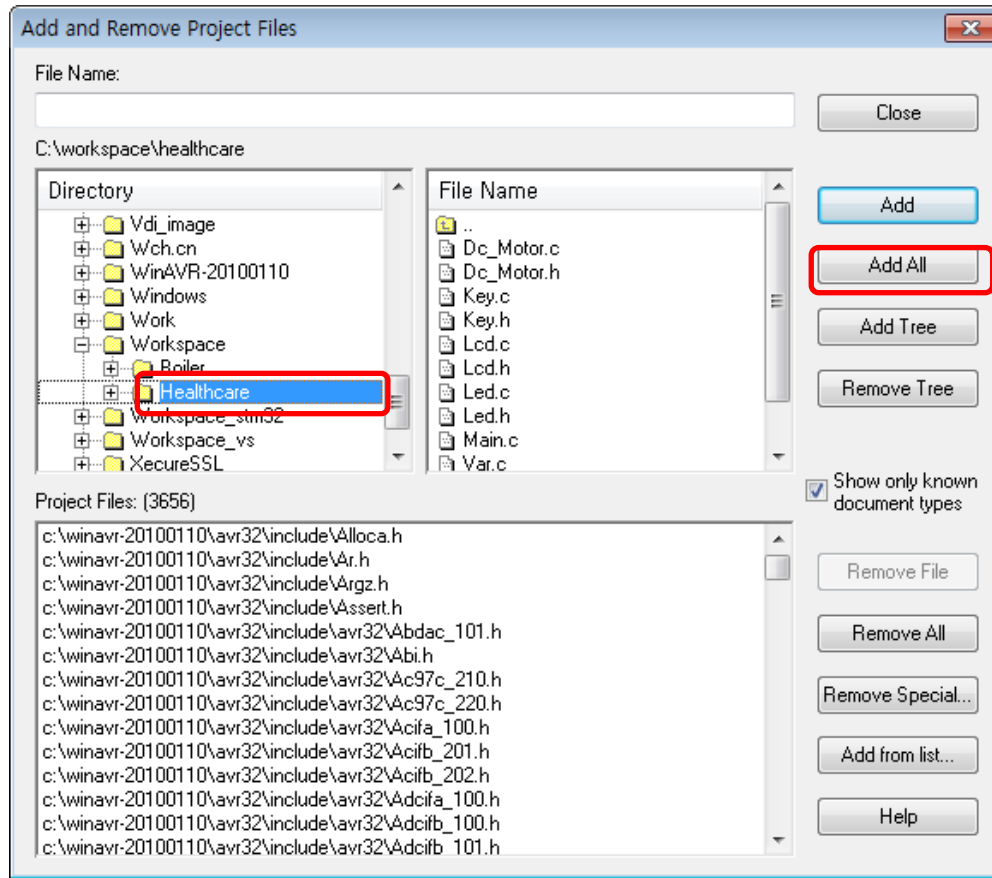 Add and Remove Project Files
File Name:
Close
C:\workspace\healthcare
Directory
Vdi_image
Wch.cn
WinAVR-20100110
Windows
Work
Workspace
Boiler
Healthcare
Workspace_stm32
Workspace_vs
XecureSSL
File Name
..
Dc_Motor.c
Dc_Motor.h
Key.c
Key.h
Lcd.c
Lcd.h
Led.c
Led.h
Main.c
Var.c
Add
Add All
Add Tree
Remove Tree
Show only known
document types
Project Files: (3656)
c:\winavr-20100110\avr32\include\Alloca.h
c:\winavr-20100110\avr32\include\Ar.h
c:\winavr-20100110\avr32\include\Argz.h
c:\winavr-20100110\avr32\include\Assert.h
c:\winavr-20100110\avr32\include\avr32\Abdac_101.h
c:\winavr-20100110\avr32\include\avr32\Abi.h
c:\winavr-20100110\avr32\include\avr32\Ac97c_210.h
c:\winavr-20100110\avr32\include\avr32\Ac97c_220.h
c:\winavr-20100110\avr32\include\avr32\Acifa_100.h
c:\winavr-20100110\avr32\include\avr32\Acifb_201.h
c:\winavr-20100110\avr32\include\avr32\Acifb_202.h
c:\winavr-20100110\avr32\include\avr32\Adcifa_100.h
c:\winavr-20100110\avr32\include\avr32\Adcifb_100.h
c:\winavr-20100110\avr32\include\avr32\Adcifb_101.h
Remove File
Remove All
Remove Special...
Add from list...
Help